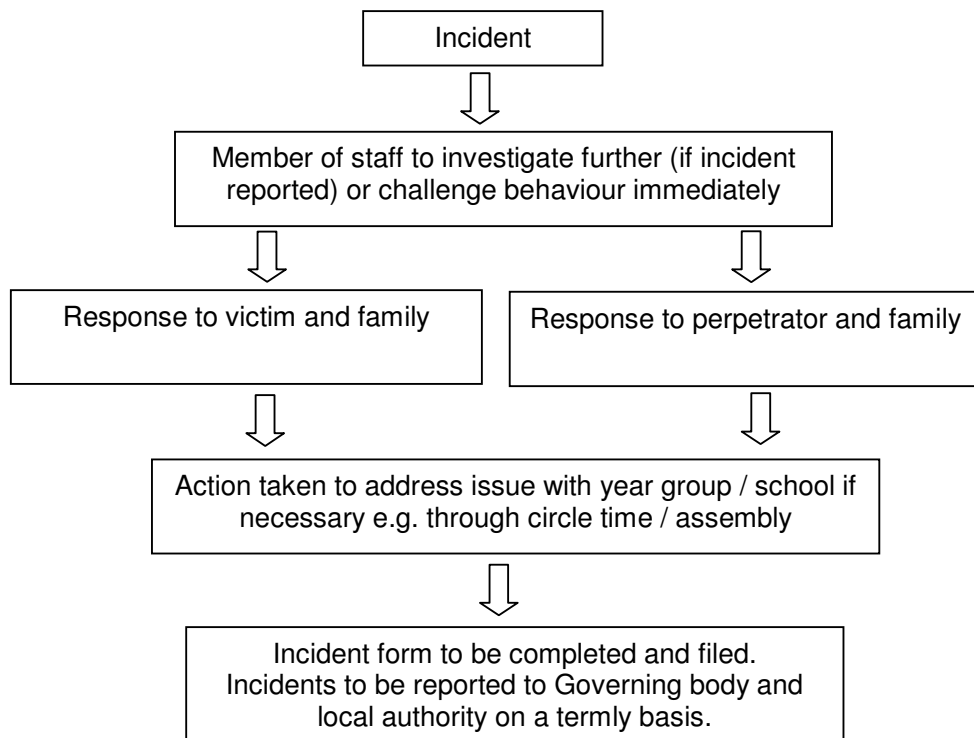 Incident
Member of staff to investigate further (if incident
reported) or challenge behaviour immediately
Response to victim and family
Response to perpetrator and family
Action taken to address issue with year group / school if
necessary e.g. through circle time / assembly
Incident form to be completed and filed.
Incidents to be reported to Governing body and
local authority on a termly basis.